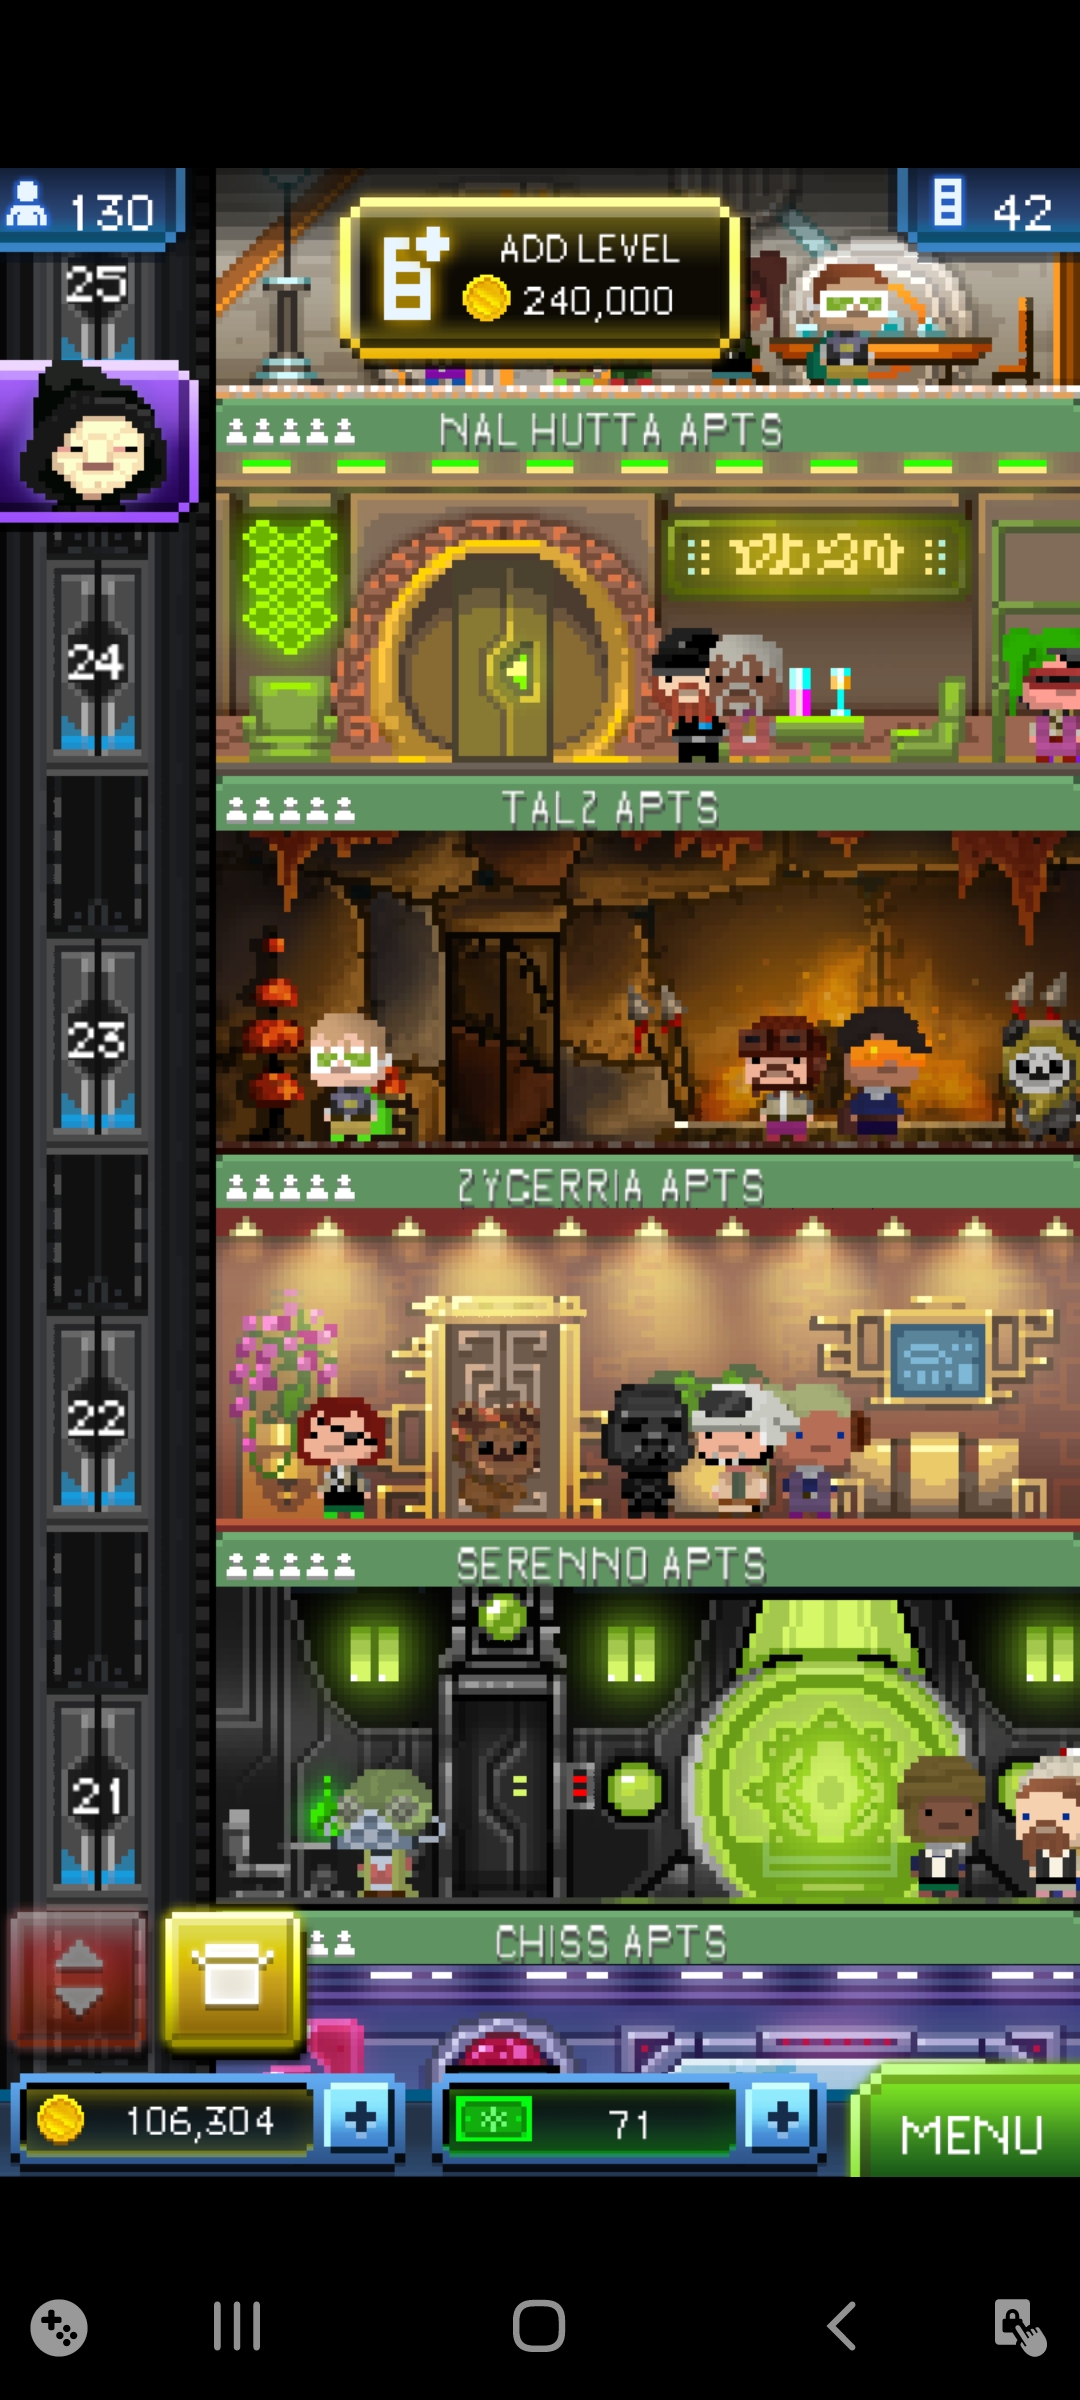 130
ADD LEVEL
240,000
42
25
NAL HUTTA APTS
24
TALZ APTS
23
ZYGERRIA APTS
22
SERENNO APTS
21
CHISS APTS
106,304
71
MENU